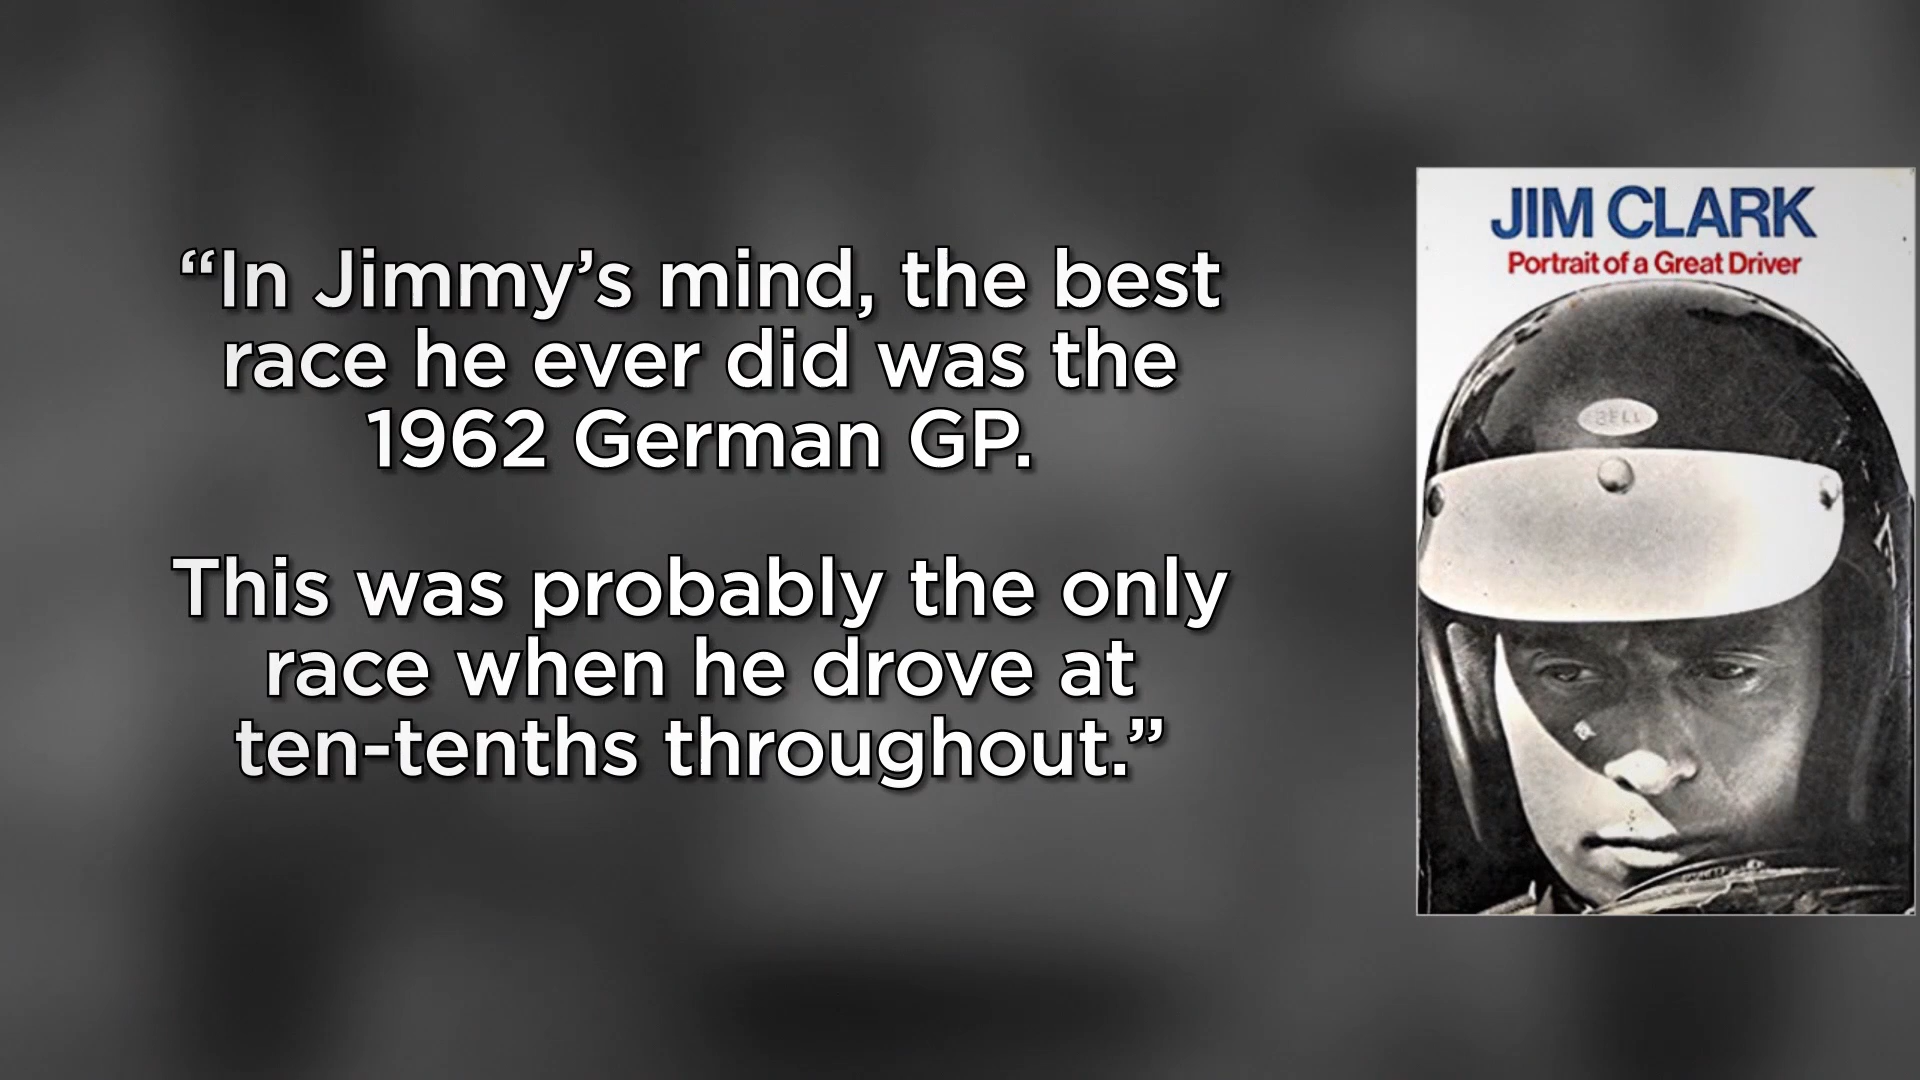 “In Jimmy’s mind, the best
race he ever did was the
1962 German GP.
This was probably the only
race when he drove at
ten-tenths throughout.”
JIM CLARK
Portrait of a Great Driver
BELL